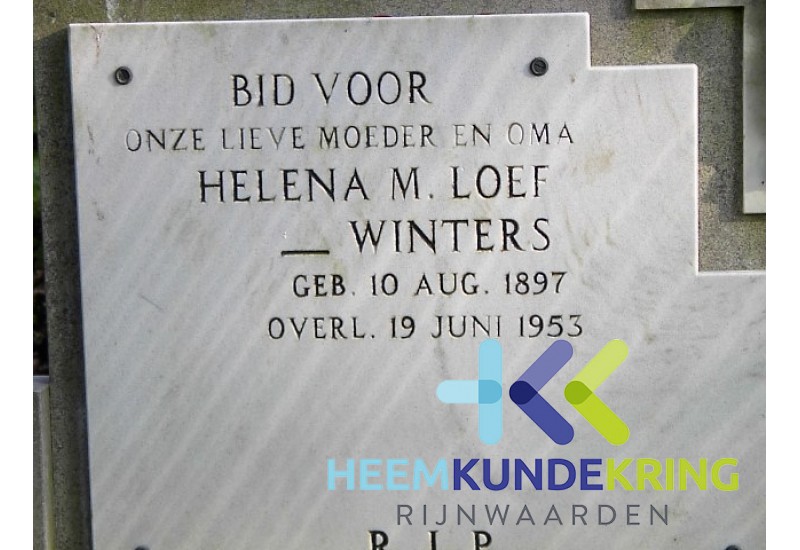 BID VOOR
ONZE LIEVE MOEDER EN OMA
HELENA M. LOEF
_ WINTERS
GEB. 10 AUG. 1897
OVERL. 19 JUNI 1953
HEEMKUNDEKRING
RIJNWAARDEN
R.I.P.